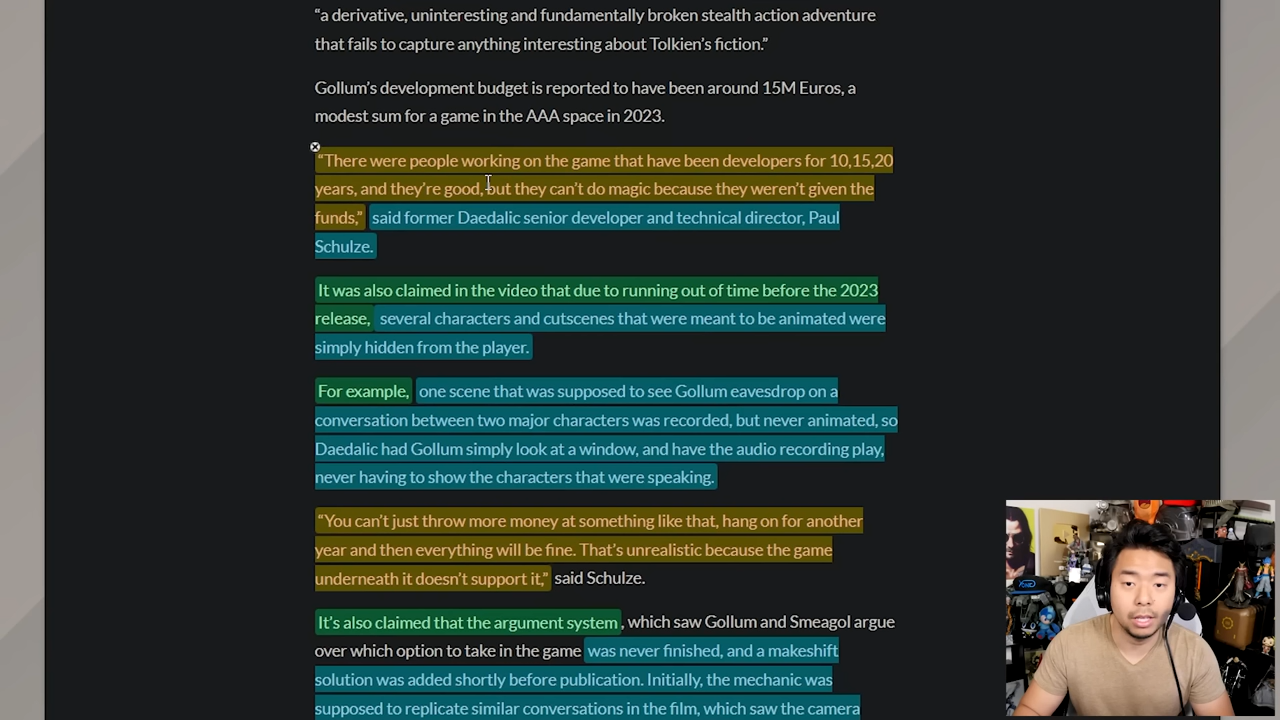 “a derivative, uninteresting and fundamentally broken stealth action adventure
that fails to capture anything interesting about Tolkien’s fiction.”
Gollum’s development budget is reported to have been around 15M Euros, a
modest sum for a game in the AAA space in 2023.
“There were people working on the game that have been developers for 10,15,20
years, and they’re good, but they can’t do magic because they weren’t given the
funds,” said former Daedalic senior developer and technical director, Paul
Schulze.
It was also claimed in the video that due to running out of time before the 2023
release, several characters and cutscenes that were meant to be animated were
simply hidden from the player.
For example, one scene that was supposed to see Gollum eavesdrop on a
conversation between two major characters was recorded, but never animated, so
Daedalic had Gollum simply look at a window, and have the audio recording play,
never having to show the characters that were speaking.
“You can’t just throw more money at something like that, hang on for another
year and then everything will be fine. That’s unrealistic because the game
underneath it doesn’t support it,” said Schulze.
It’s also claimed that the argument system, which saw Gollum and Smeagol argue
over which option to take in the game was never finished, and a makeshift
solution was added shortly before publication. Initially, the mechanic was
supposed to replicate similar conversations in the film, which saw the camera